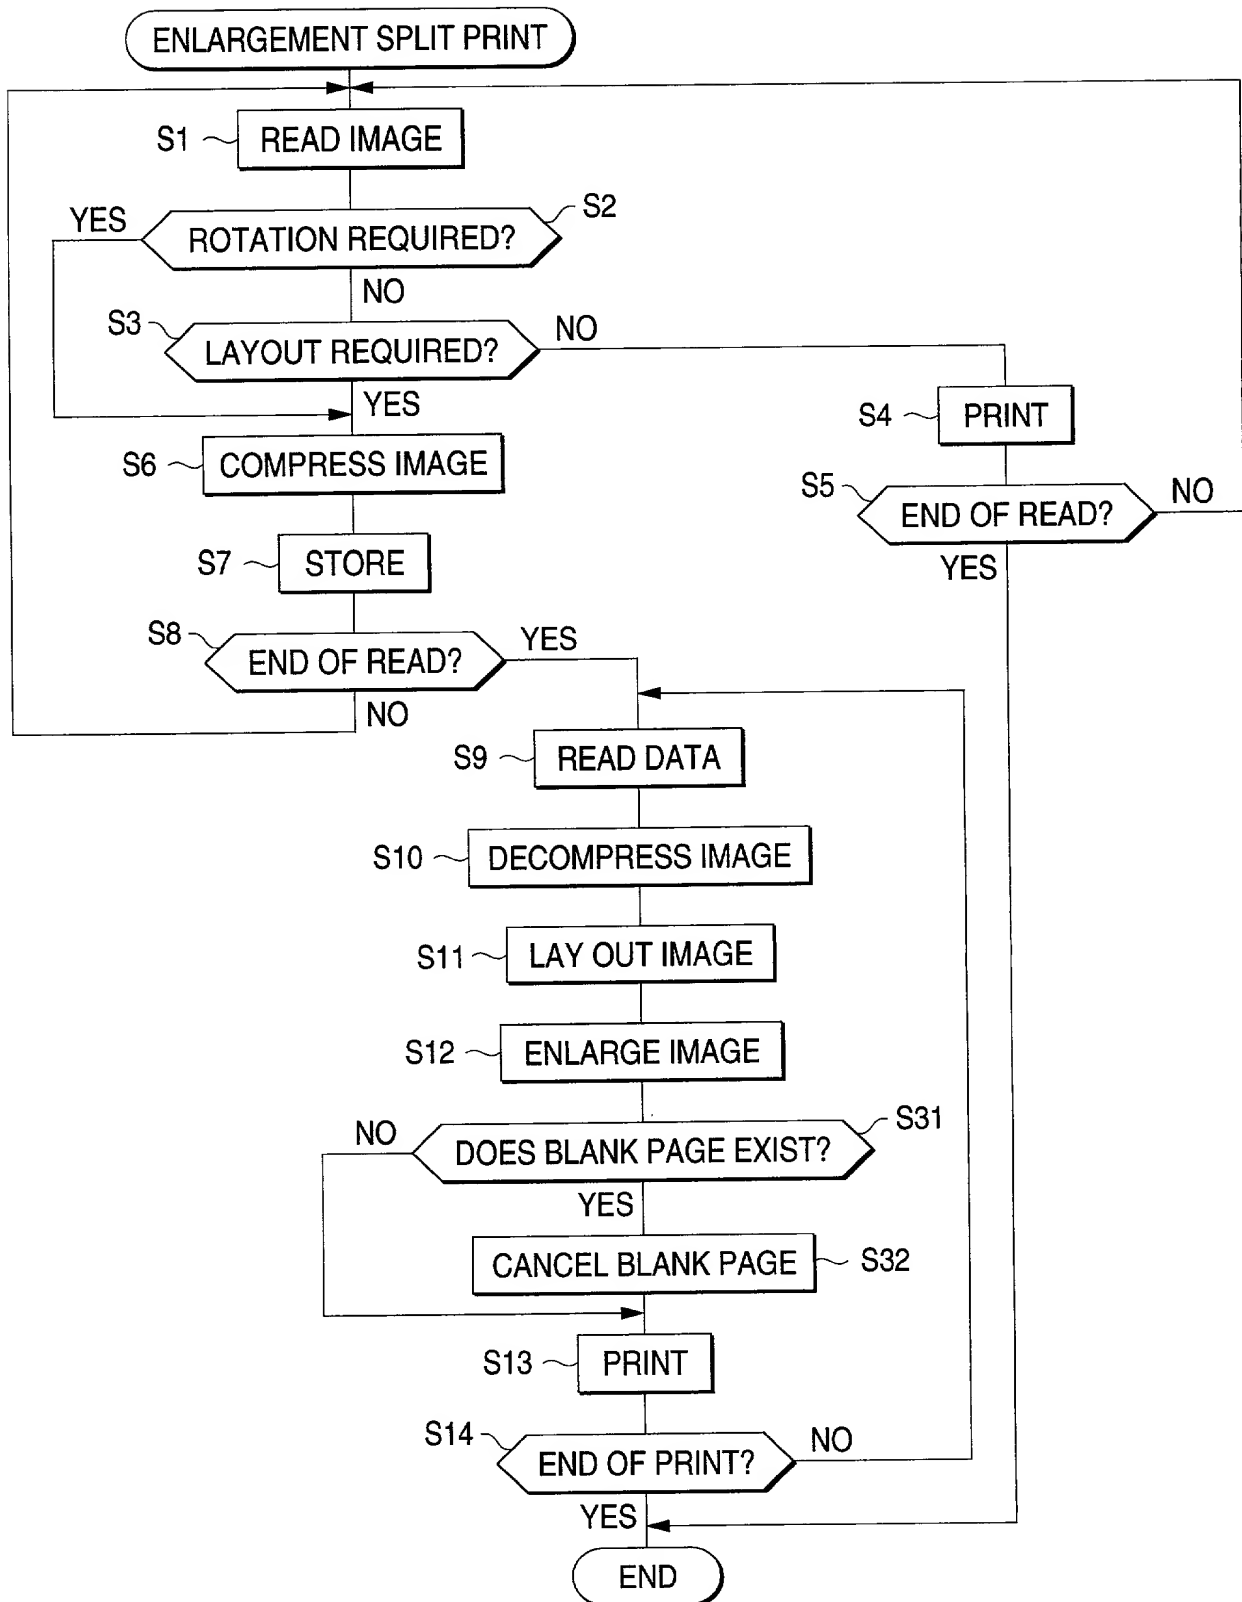 ENLARGEMENT SPLIT PRINT
S1 READ IMAGE
YES S2
ROTATION REQUIRED?
NO
S3 NO
LAYOUT REQUIRED?
YES
S4 PRINT
S6 COMPRESS IMAGE
S5 END OF READ? NO
YES
S7 STORE
S8 YES
END OF READ?
NO
S9 READ DATA
S10 DECOMPRESS IMAGE
S11 LAY OUT IMAGE
S12 ENLARGE IMAGE
NO S31
DOES BLANK PAGE EXIST?
YES
CANCEL BLANK PAGE S32
S13 PRINT
S14 NO
END OF PRINT?
YES
END